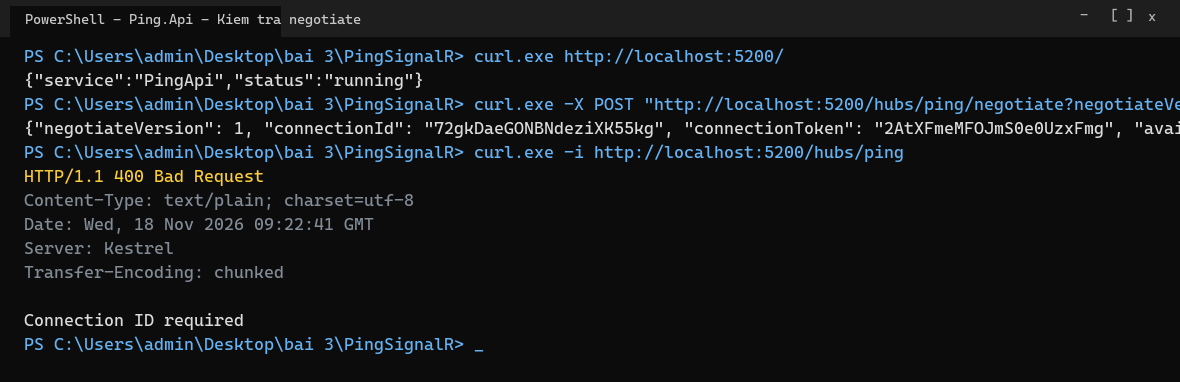 PowerShell - Ping.Api - Kiem tra negotiate
- [ ] x
PS C:\Users\admin\Desktop\bai 3\PingSignalR> curl.exe http://localhost:5200/
{"service":"PingApi","status":"running"}
PS C:\Users\admin\Desktop\bai 3\PingSignalR> curl.exe -X POST "http://localhost:5200/hubs/ping/negotiate?negotiateVe
{"negotiateVersion": 1, "connectionId": "72gkDaeGONBNdeziXK55kg", "connectionToken": "2AtXFmeMFOJmS0e0UzxFmg", "avai
PS C:\Users\admin\Desktop\bai 3\PingSignalR> curl.exe -i http://localhost:5200/hubs/ping
HTTP/1.1 400 Bad Request
Content-Type: text/plain; charset=utf-8
Date: Wed, 18 Nov 2026 09:22:41 GMT
Server: Kestrel
Transfer-Encoding: chunked
Connection ID required
PS C:\Users\admin\Desktop\bai 3\PingSignalR> _